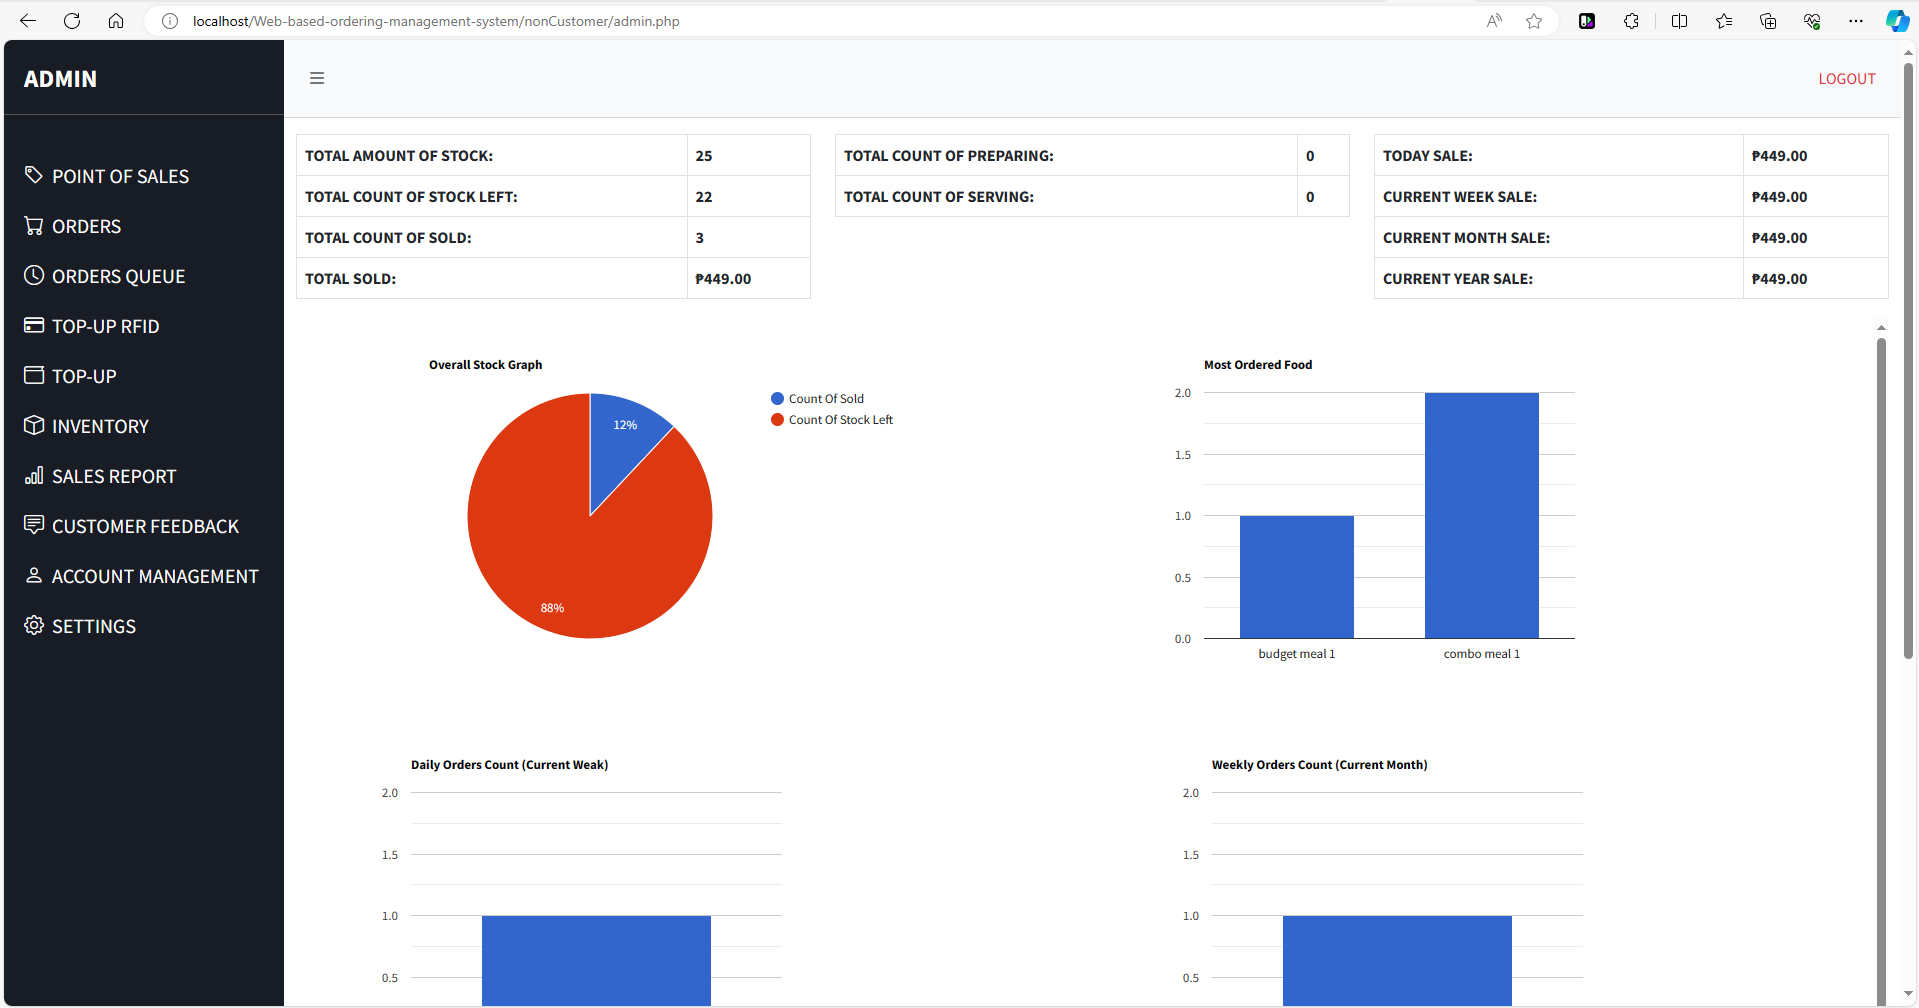 localhost/Web-based-ordering-management-system/nonCustomer/admin.php
ADMIN
LOGOUT
POINT OF SALES
ORDERS
ORDERS QUEUE
TOP-UP RFID
TOP-UP
INVENTORY
SALES REPORT
CUSTOMER FEEDBACK
ACCOUNT MANAGEMENT
SETTINGS
TOTAL AMOUNT OF STOCK: 25
TOTAL COUNT OF STOCK LEFT: 22
TOTAL COUNT OF SOLD: 3
TOTAL SOLD: ₱449.00
TOTAL COUNT OF PREPARING: 0
TOTAL COUNT OF SERVING: 0
TODAY SALE: ₱449.00
CURRENT WEEK SALE: ₱449.00
CURRENT MONTH SALE: ₱449.00
CURRENT YEAR SALE: ₱449.00
Overall Stock Graph
Count Of Sold
Count Of Stock Left
12%
88%
Most Ordered Food
2.0
1.5
1.0
0.5
0.0
budget meal 1
combo meal 1
Daily Orders Count (Current Weak)
2.0
1.5
1.0
0.5
Weekly Orders Count (Current Month)
2.0
1.5
1.0
0.5